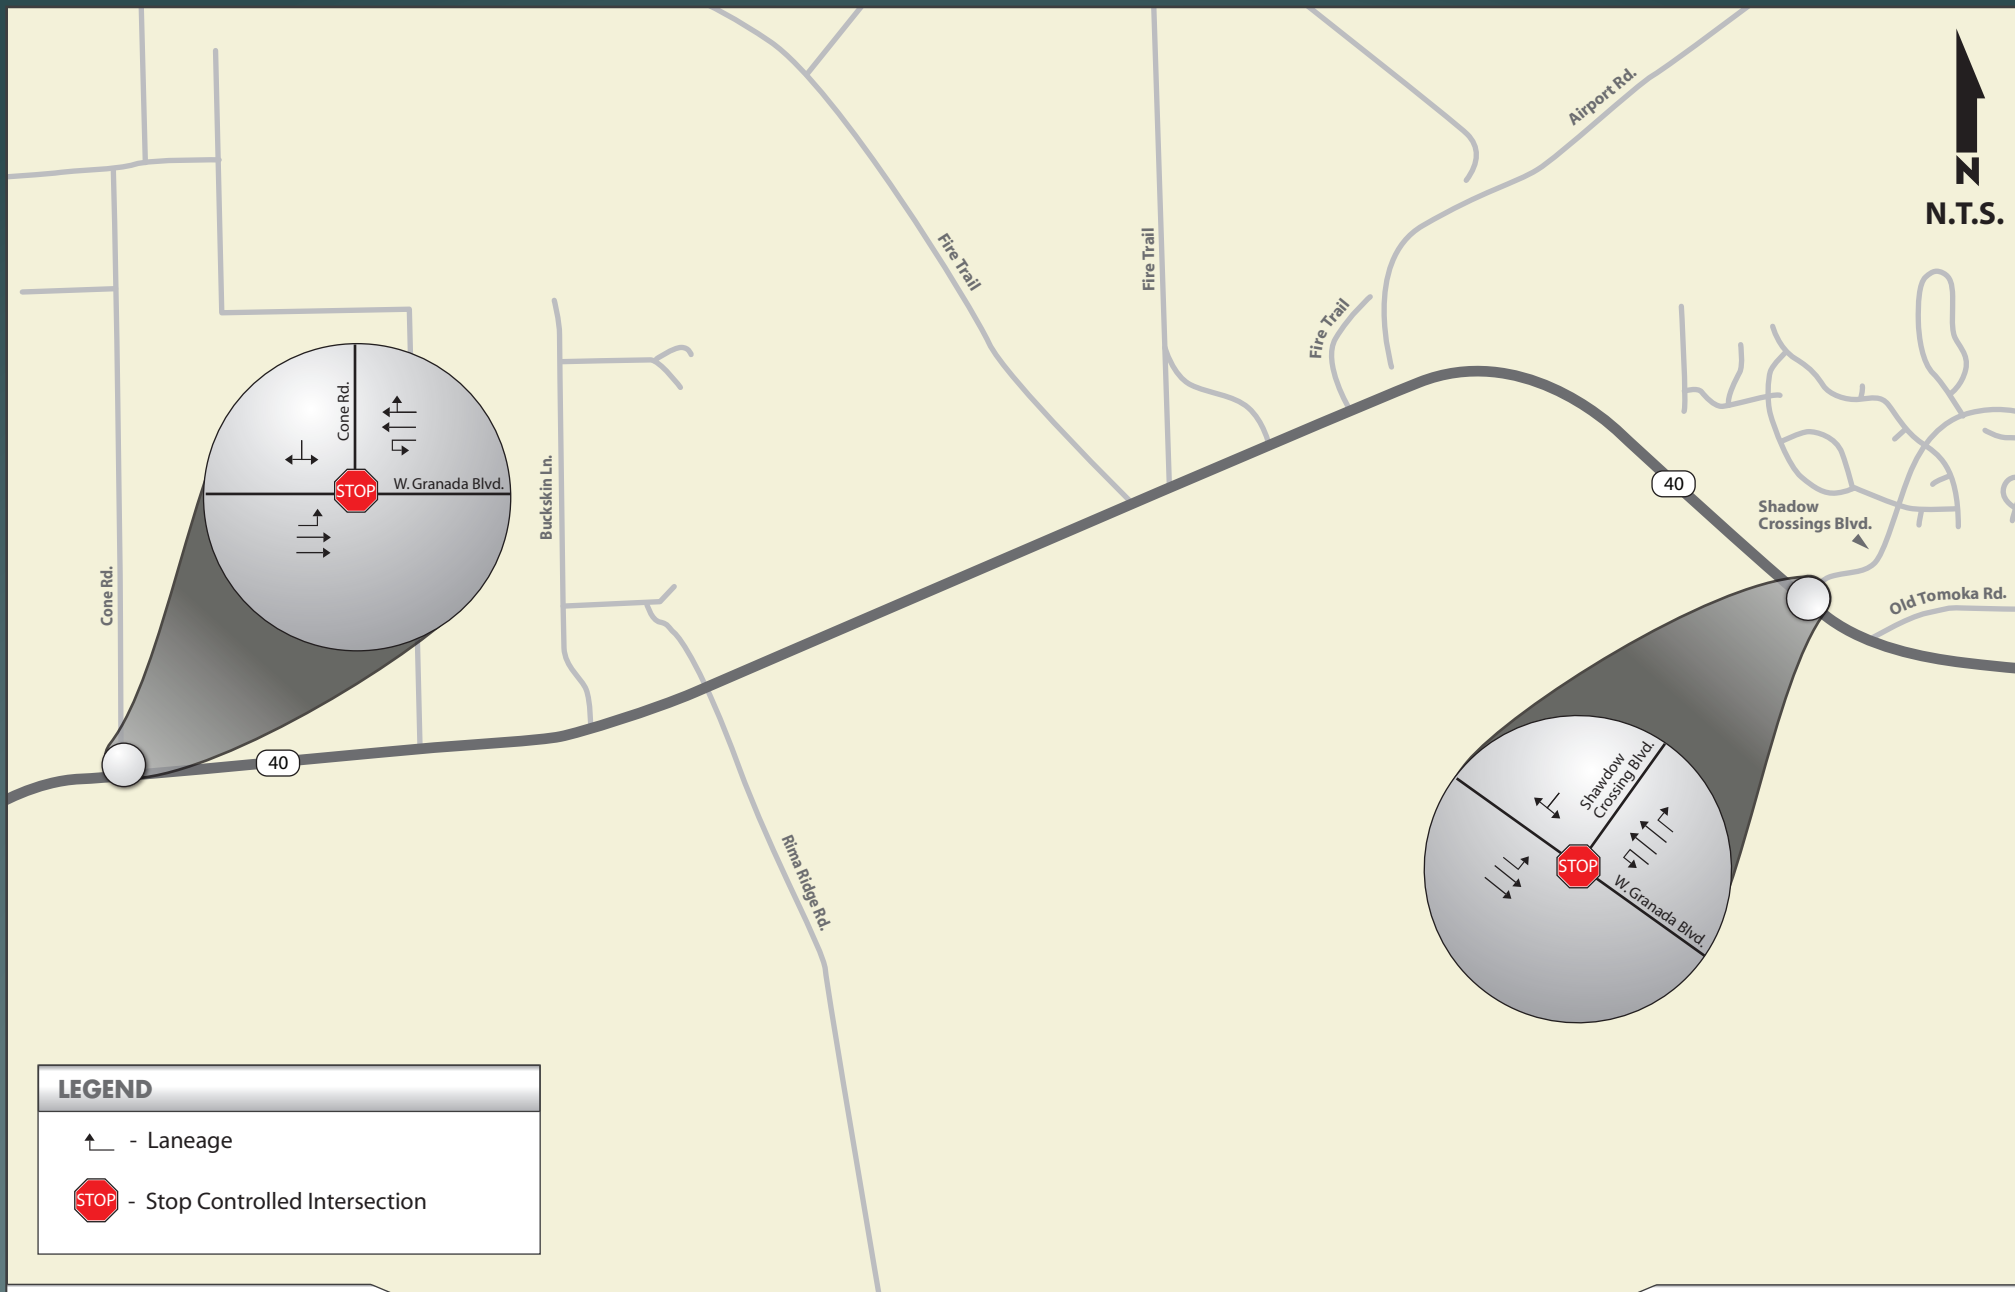 Airport Rd.
N
N.T.S.
Fire Trail
Fire Trail
Fire Trail
Cone Rd.
W. Granada Blvd.
STOP
Buckskin Ln.
40
Shadow
Crossings Blvd.
Cone Rd.
Old Tomoka Rd.
40
Shawdow
Crossing Blvd.
STOP
W. Granada Blvd.
Rima Ridge Rd.
LEGEND
- Laneage
STOP - Stop Controlled Intersection